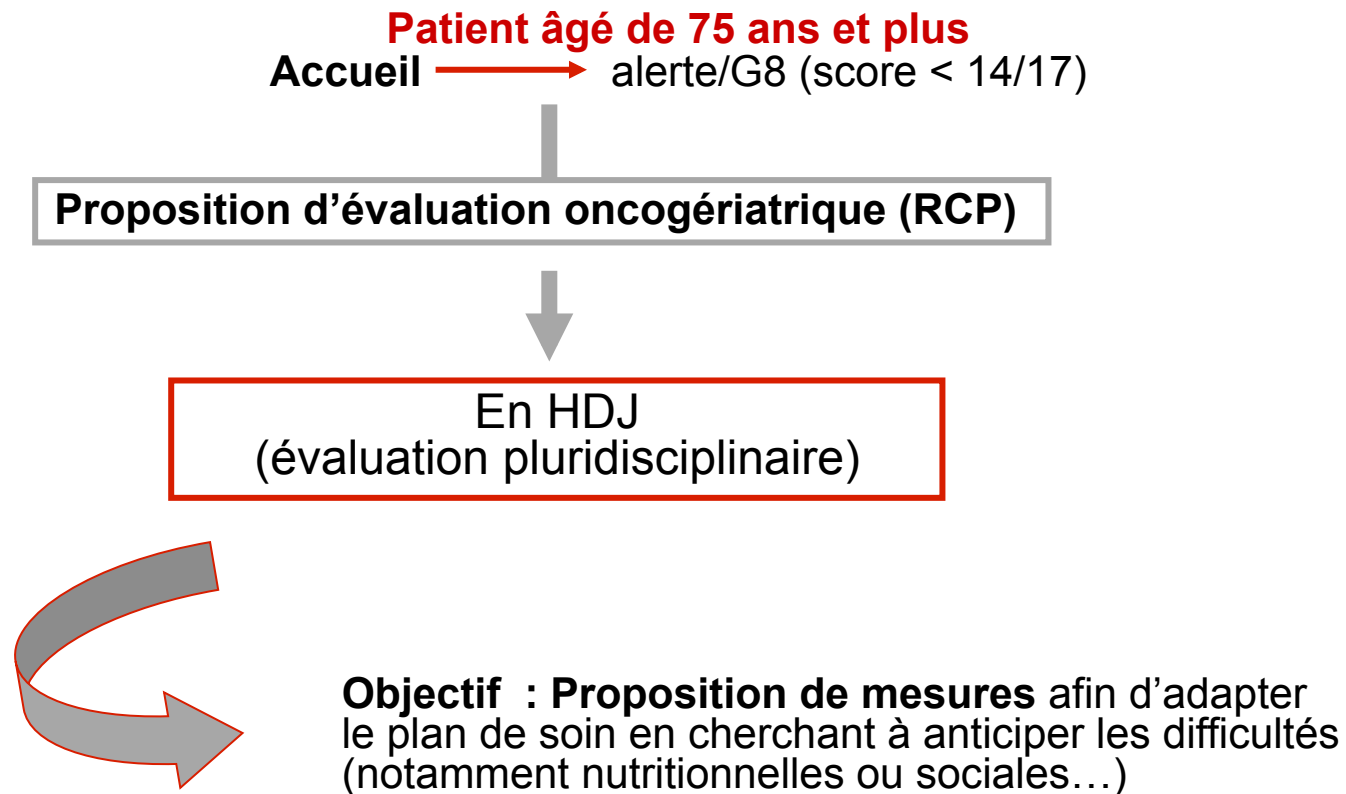 Patient âgé de 75 ans et plus
Accueil alerte/G8 (score < 14/17)
Proposition d’évaluation oncogériatrique (RCP)
En HDJ
(évaluation pluridisciplinaire)
Objectif : Proposition de mesures afin d’adapter
le plan de soin en cherchant à anticiper les difficultés
(notamment nutritionnelles ou sociales…)